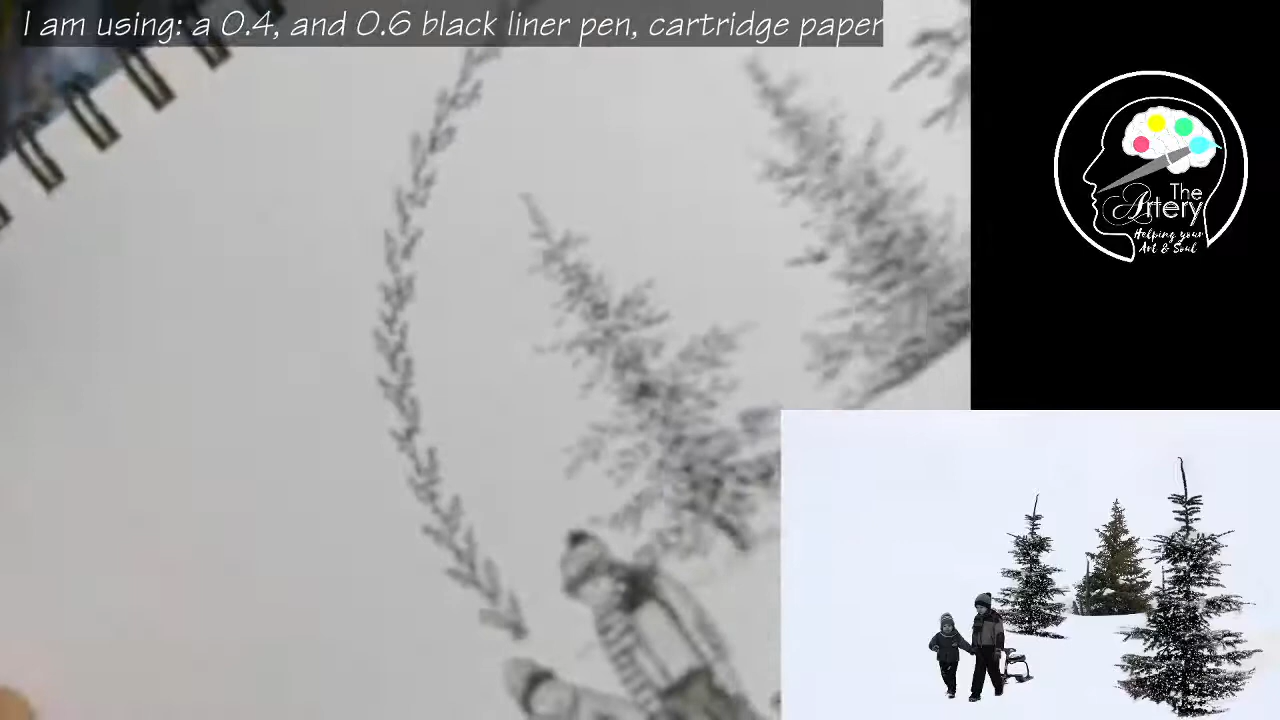 I am using: a 0.4, and 0.6 black liner pen, cartridge paper
The
Artery
Helping your
Art & Soul